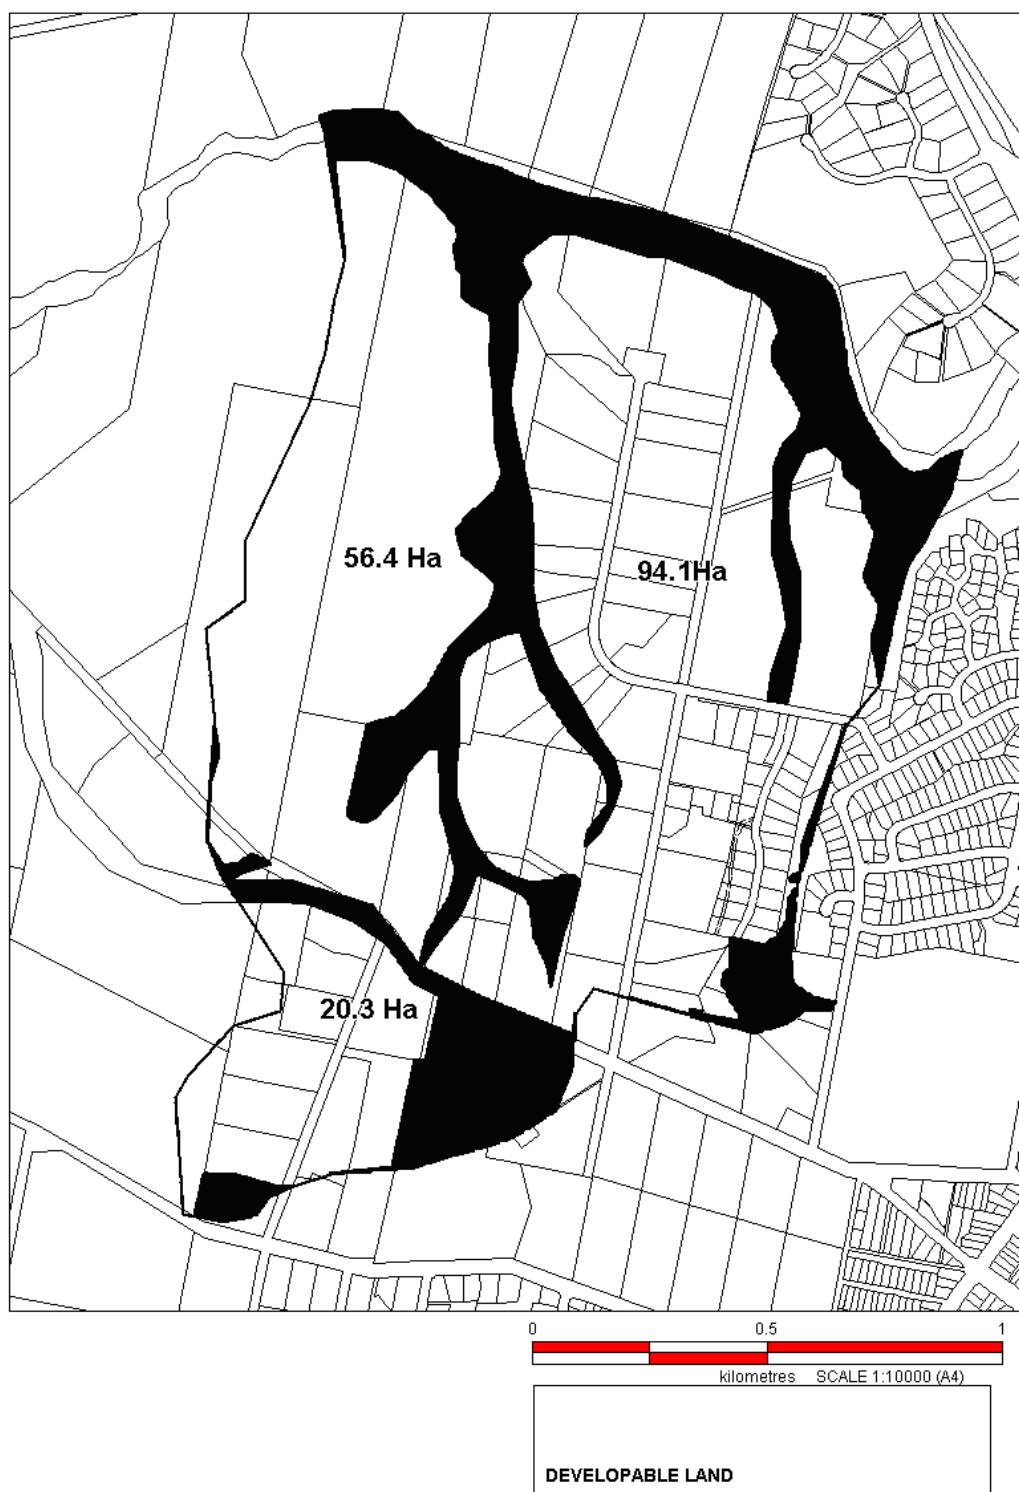 56.4 Ha
94.1Ha
20.3 Ha
0 0.5 1
kilometres SCALE 1:10000 (A4)
DEVELOPABLE LAND